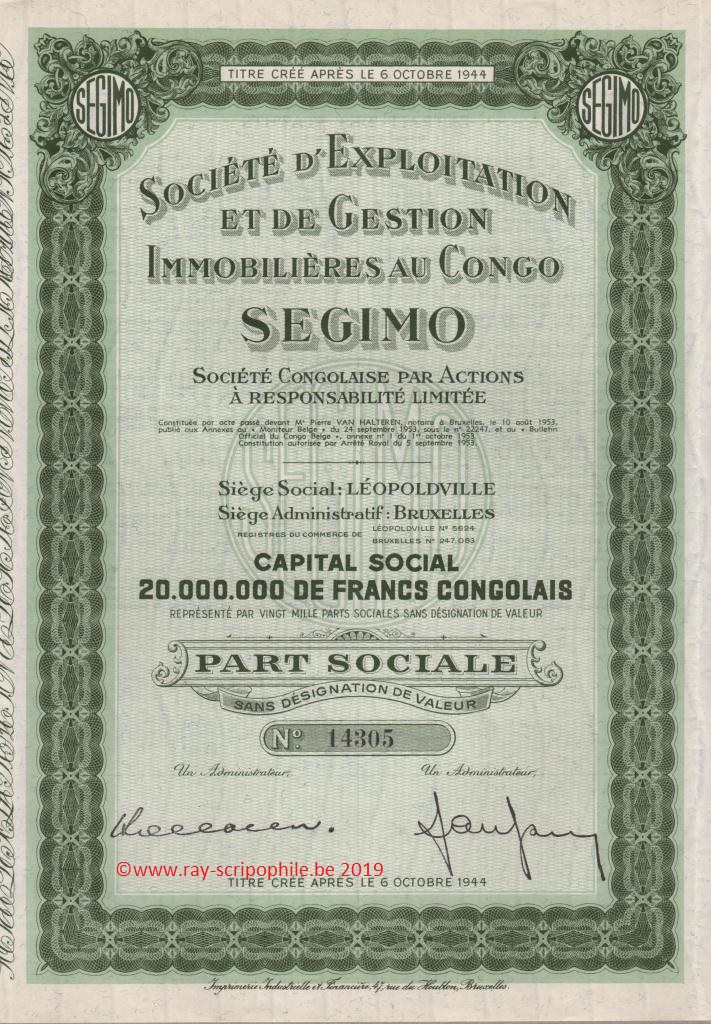 TITRE CRÉÉ APRÈS LE 6 OCTOBRE 1944
SEGIMO
SEGIMO
SOCIÉTÉ D'EXPLOITATION
ET DE GESTION
IMMOBILIÈRES AU CONGO
SEGIMO
SOCIÉTÉ CONGOLAISE PAR ACTIONS
À RESPONSABILITÉ LIMITÉE
Constituée par acte passé devant Me Pierre VAN HALTEREN, notaire à Bruxelles, le 10 août 1953,
publié aux Annexes au « Moniteur Belge » du 24 septembre 1953, sous le n° 22247, et au « Bulletin
Officiel du Congo Belge », annexe n° 1 du 1er octobre 1953.
Constitution autorisée par Arrêté Royal du 5 septembre 1953.
SIÈGE SOCIAL: LÉOPOLDVILLE
SIÈGE ADMINISTRATIF: BRUXELLES
REGISTRES DU COMMERCE DE
LÉOPOLDVILLE N° 5624
BRUXELLES N° 247.083
CAPITAL SOCIAL
20.000.000 DE FRANCS CONGOLAIS
REPRÉSENTÉ PAR VINGT MILLE PARTS SOCIALES SANS DÉSIGNATION DE VALEUR
PART SOCIALE
SANS DÉSIGNATION DE VALEUR
N° 14305
Un Administrateur,
Un Administrateur,
©www.ray-scripophile.be 2019
TITRE CRÉÉ APRÈS LE 6 OCTOBRE 1944
Imprimerie Industrielle et Financière, 47, rue du Houblon, Bruxelles.